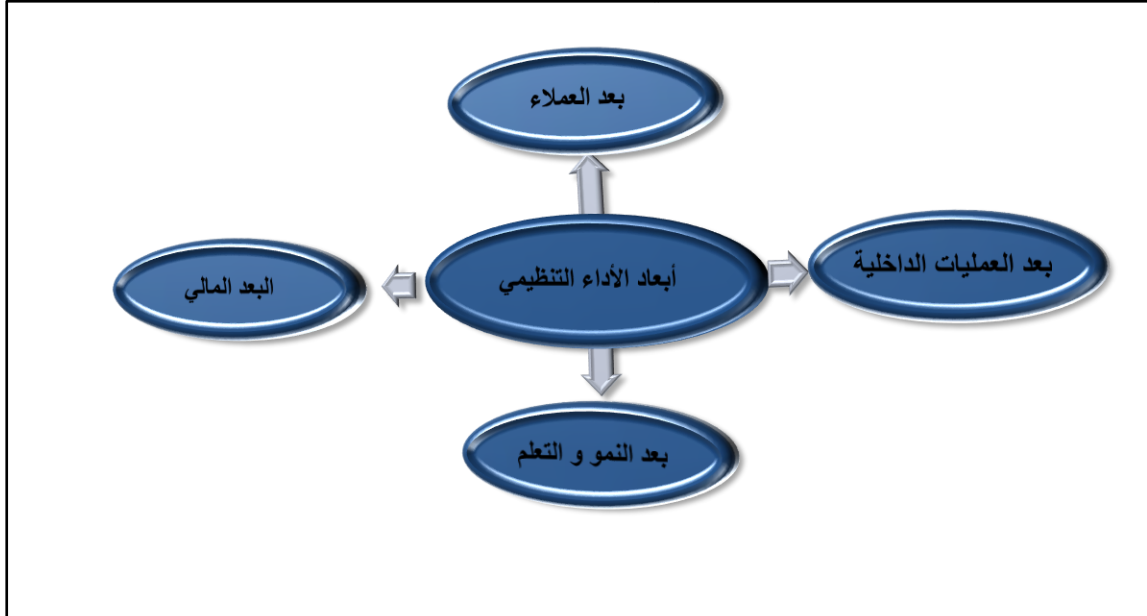 بعد العملاء
بعد العمليات الداخلية
أبعاد الأداء التنظيمي
البعد المالي
بعد النمو و التعلم